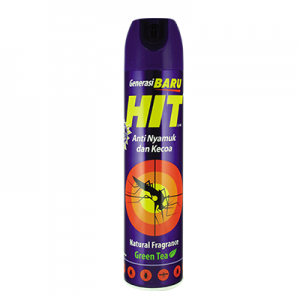 Generasi BARU
HIT
Anti Nyamuk
dan Kecoa
Natural Fragrance
Green Tea